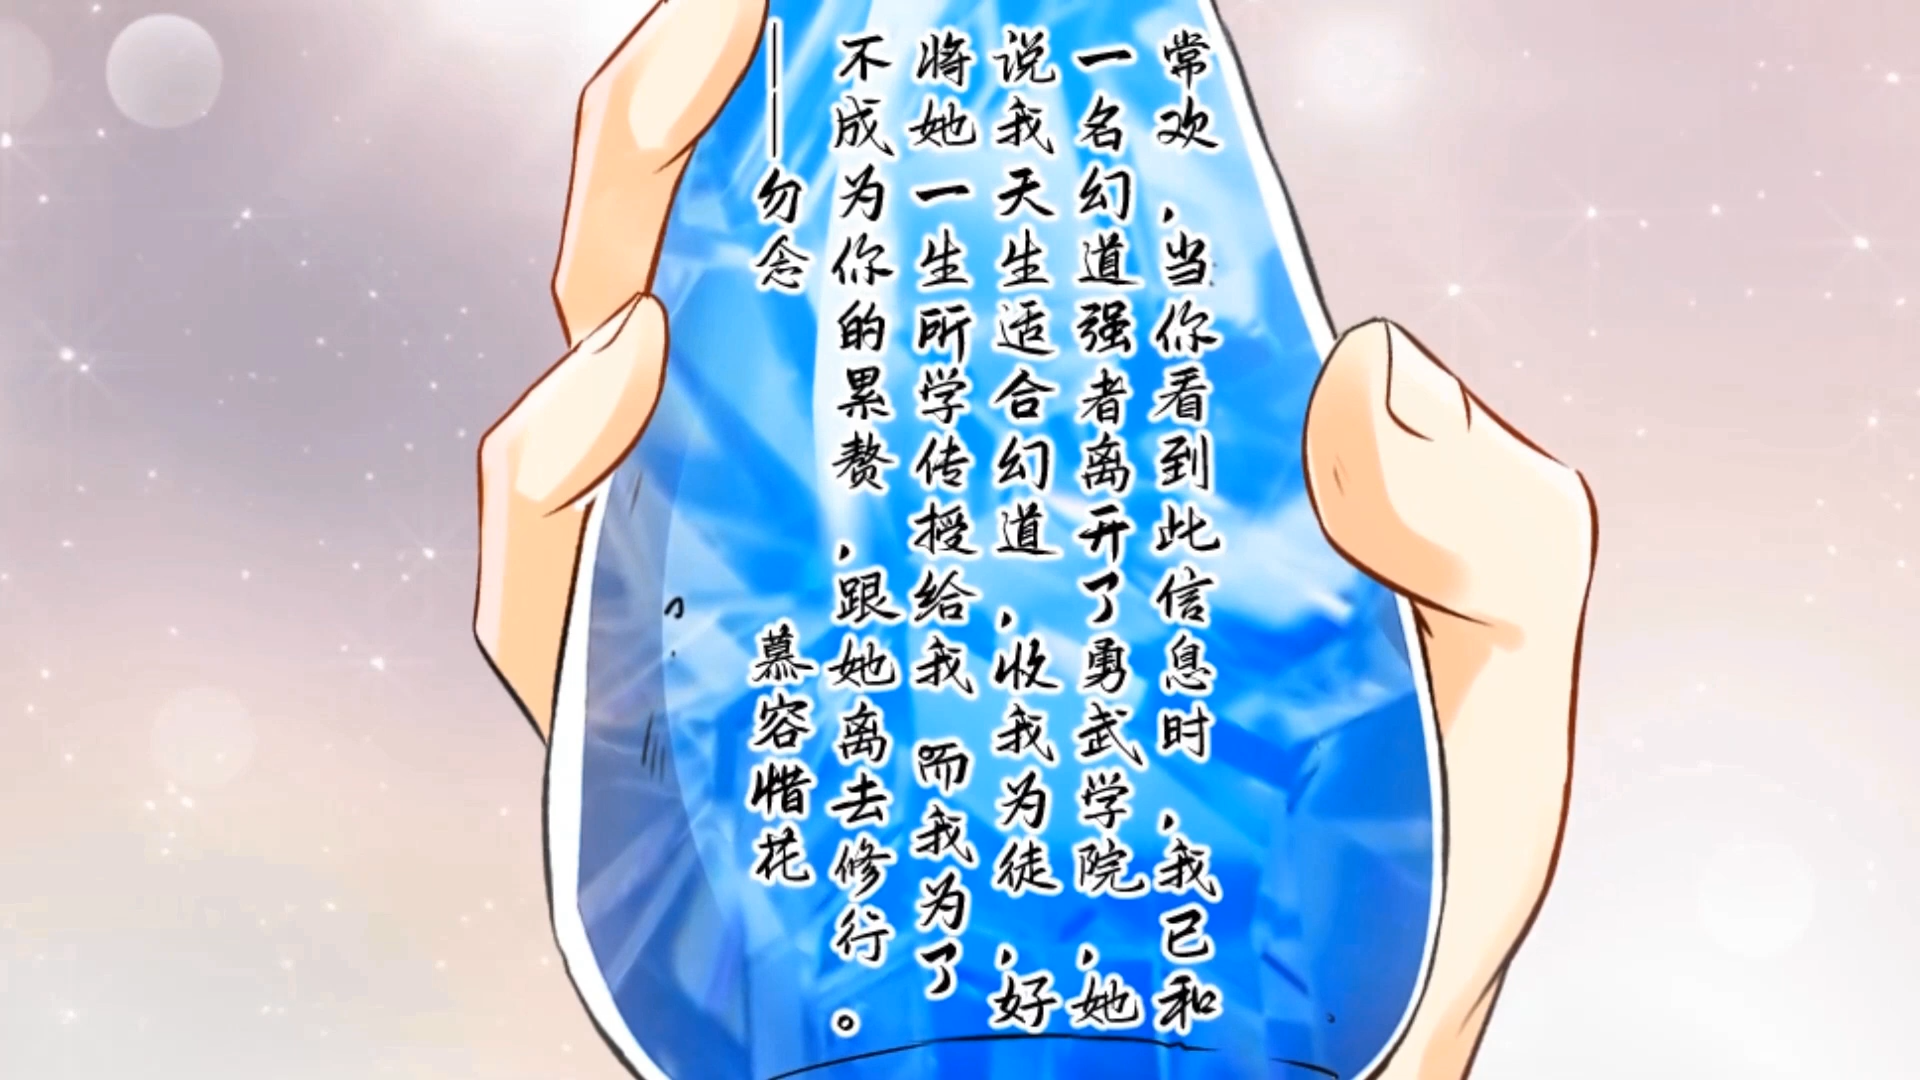 常欢，当你看到此信息时，我已和
一名幻道强者离开了勇武学院，她
说我天生适合幻道，收我为徒，好
将她一生所学传授给我 而我为了
不成为你的累赘，跟她离去修行。
——勿念 慕容惜花